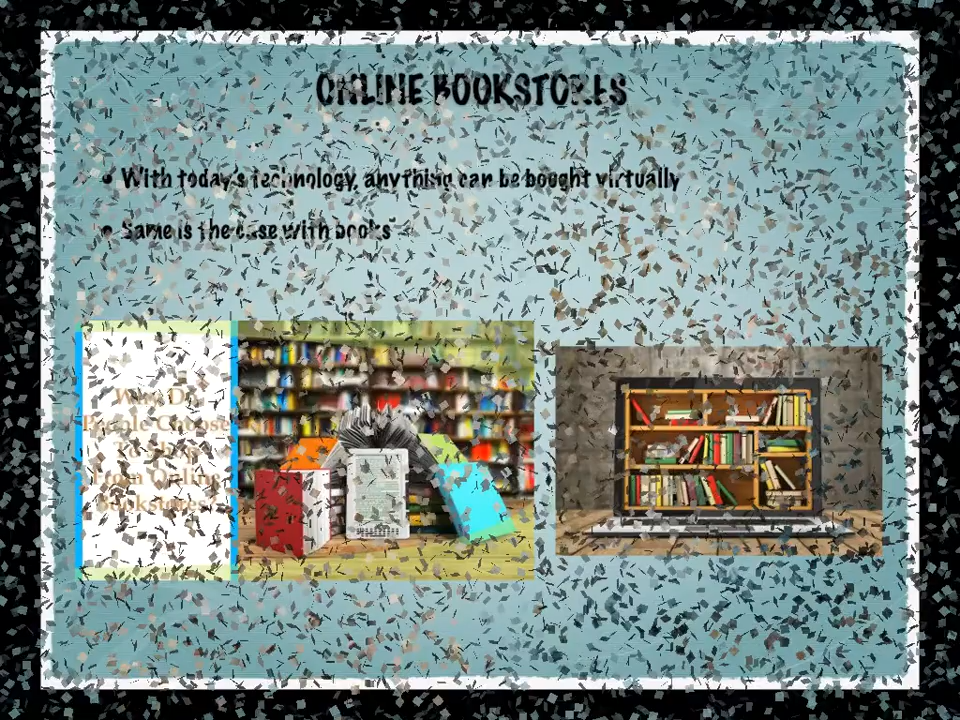 ONLINE BOOKSTORES
• With today's technology, anything can be bought virtually
• Same is the case with books
Why Do
People Choose
To Shop
From Online
Bookstores?